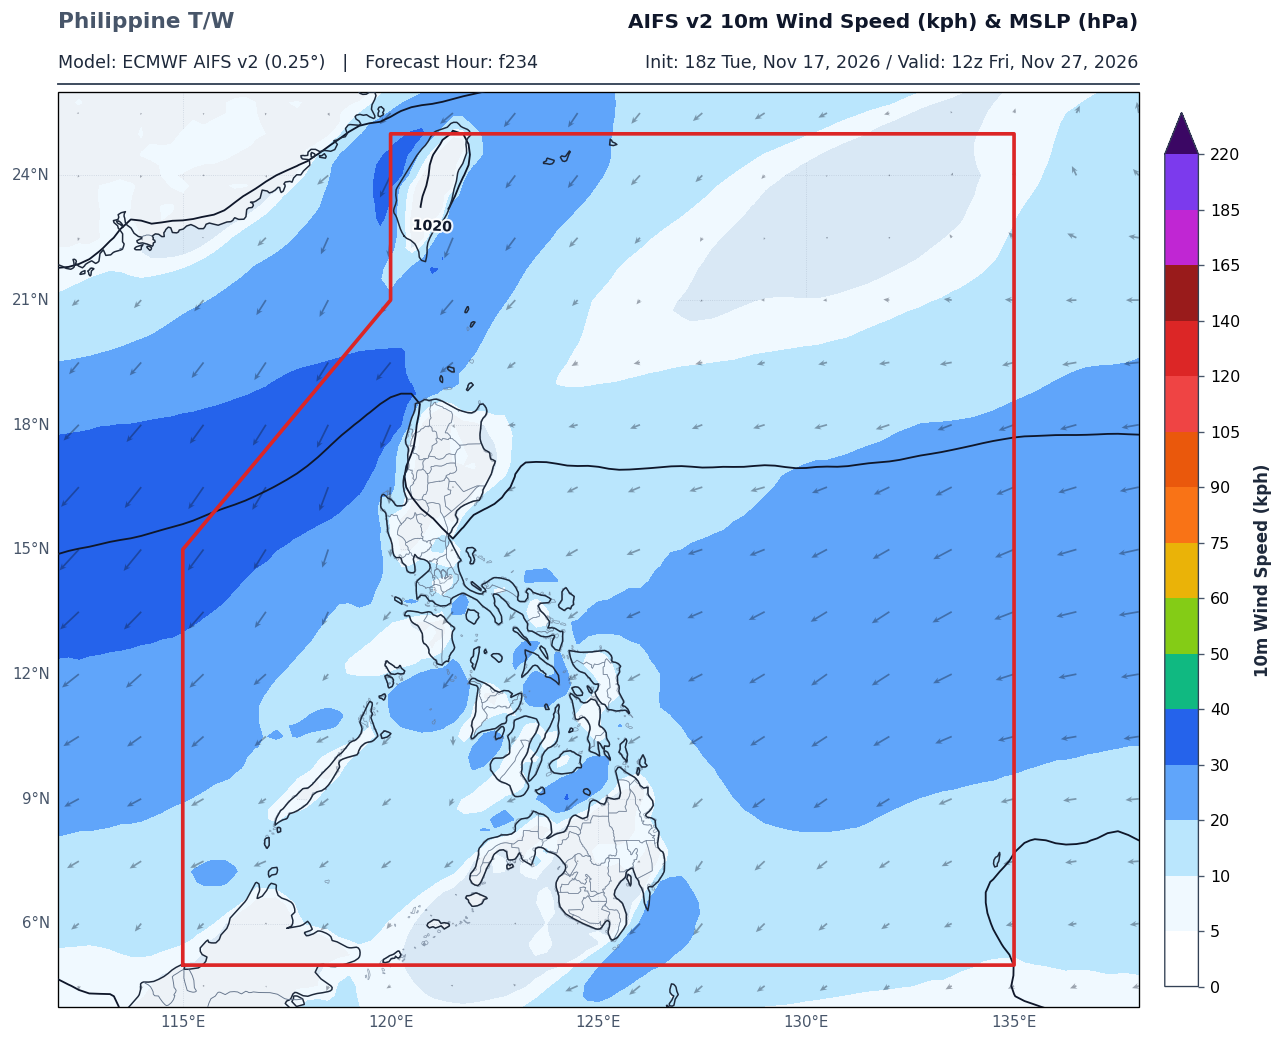 Philippine T/W
AIFS v2 10m Wind Speed (kph) & MSLP (hPa)
Model: ECMWF AIFS v2 (0.25°) | Forecast Hour: f234
Init: 18z Tue, Nov 17, 2026 / Valid: 12z Fri, Nov 27, 2026
24°N
21°N
18°N
15°N
12°N
9°N
6°N
1020
115°E
120°E
125°E
130°E
135°E
220
185
165
140
120
105
90
75
60
50
40
30
20
10
5
0
10m Wind Speed (kph)